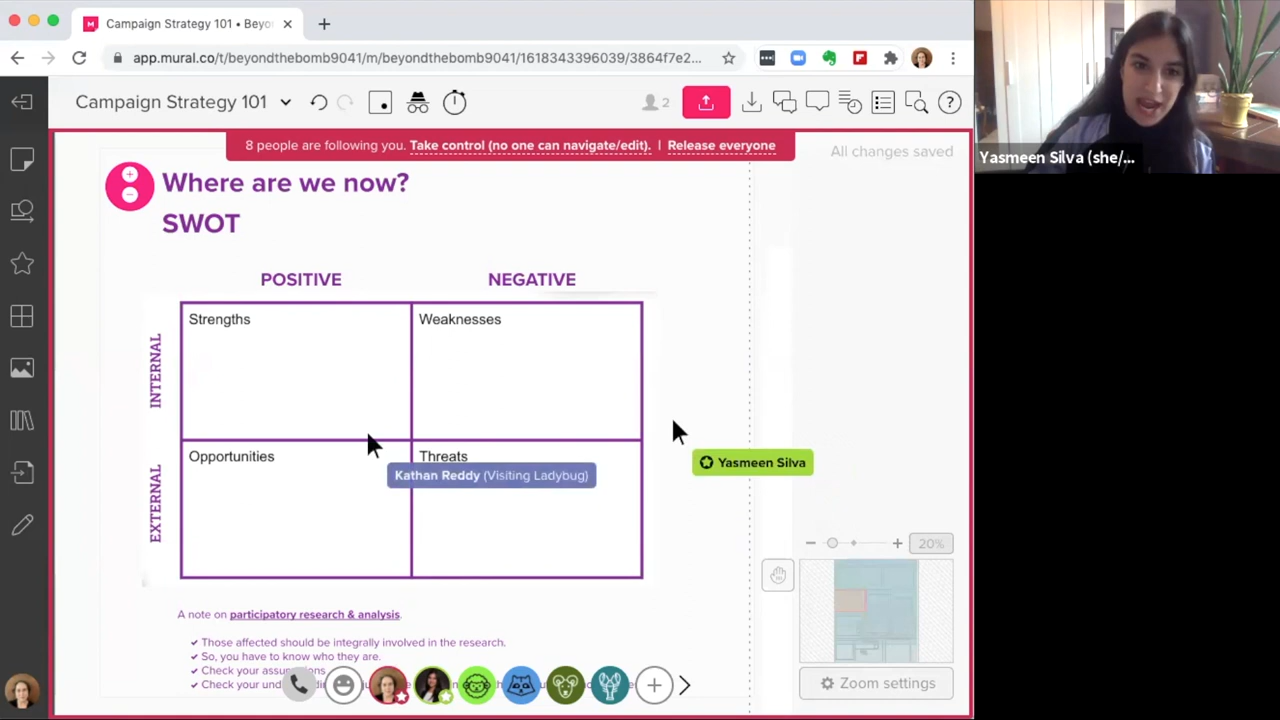 Campaign Strategy 101 • Beyo
app.mural.co/t/beyondthebomb9041/m/beyondthebomb9041/1618343396039/3864f7e2...
Campaign Strategy 101
2
8 people are following you. Take control (no one can navigate/edit). | Release everyone
All changes saved
Yasmeen Silva (she/...
Where are we now?
SWOT
POSITIVE
NEGATIVE
INTERNAL
Strengths
Weaknesses
EXTERNAL
Opportunities
Threats
Kathan Reddy (Visiting Ladybug)
Yasmeen Silva
20%
A note on participatory research & analysis.
Those affected should be integrally involved in the research.
So, you have to know who they are.
Check your assumptions
Check your und
Zoom settings